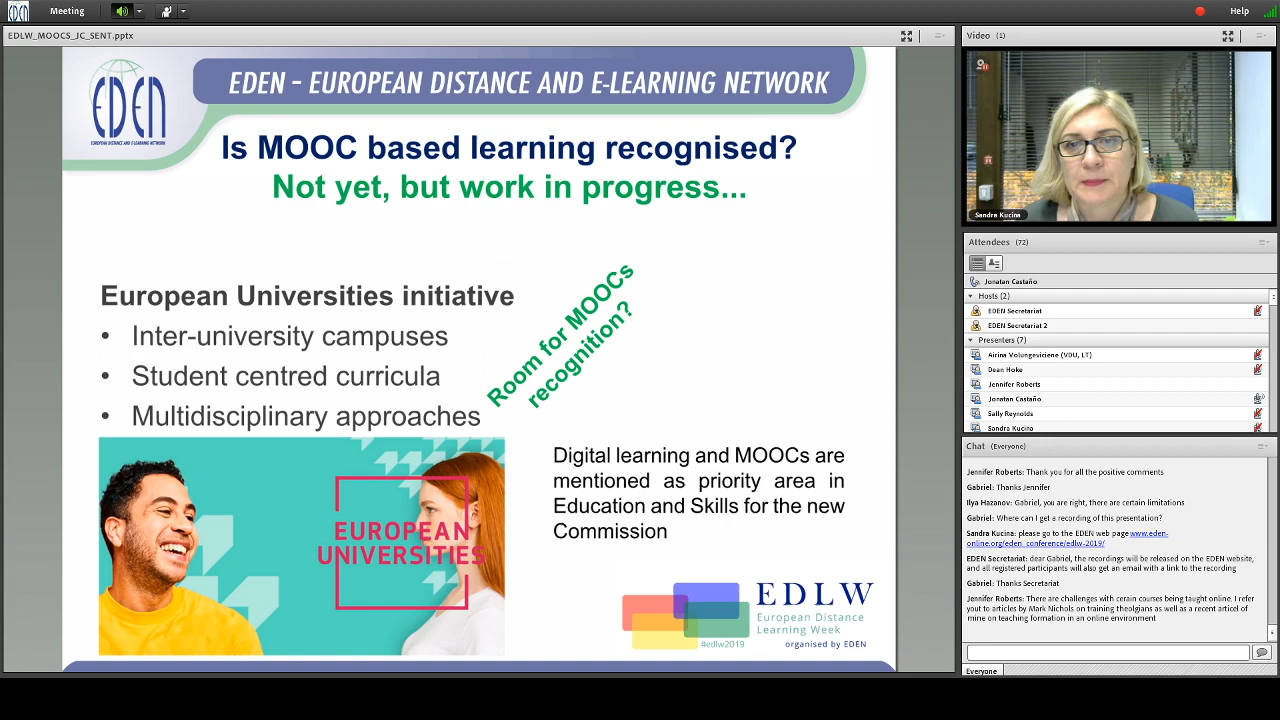 EDEN
Meeting
Help
EDLW_MOOCS_JC_SENT.pptx
EDEN
EUROPEAN DISTANCE AND E-LEARNING NETWORK
EDEN – EUROPEAN DISTANCE AND E-LEARNING NETWORK
Is MOOC based learning recognised?
Not yet, but work in progress...
European Universities initiative
• Inter-university campuses
• Student centred curricula
• Multidisciplinary approaches
Room for MOOCs
recognition?
EUROPEAN
UNIVERSITIES
Digital learning and MOOCs are
mentioned as priority area in
Education and Skills for the new
Commission
EDLW
European Distance
Learning Week
#edlw2019
organised by EDEN
Video (1)
Sandra Kucina
Attendees (72)
Jonatan Castaño
Hosts (2)
EDEN Secretariat
EDEN Secretariat 2
Presenters (7)
Airina Volungeviciene (VDU, LT)
Dean Hoke
Jennifer Roberts
Jonatan Castaño
Sally Reynolds
Sandra Kucina
Chat (Everyone)
Jennifer Roberts: Thank you for all the positive comments
Gabriel: Thanks Jennifer
Ilya Hazanov: Gabriel, you are right, there are certain limitations
Gabriel: Where can I get a recording of this presentation?
Sandra Kucina: please go to the EDEN web page www.eden-
online.org/eden_conference/edlw-2019/
EDEN Secretariat: dear Gabriel, the recordings will be released on the EDEN website,
and all registered participants will also get an email with a link to the recording
Gabriel: Thanks Secretariat
Jennifer Roberts: There are challenges with cerain courses being taught online. I refer
yout to articles by Mark Nichols on training theolgians as well as a recent articel of
mine on teaching formation in an online environment
Everyone